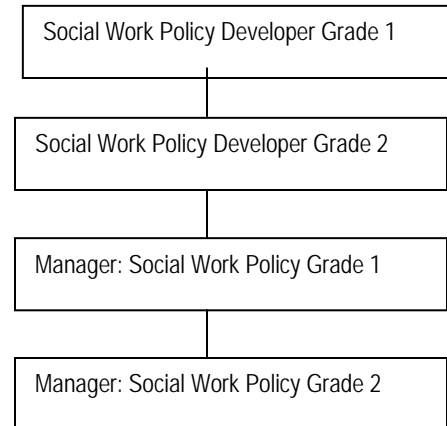 Social Work Policy Developer Grade 1
Social Work Policy Developer Grade 2
Manager: Social Work Policy Grade 1
Manager: Social Work Policy Grade 2